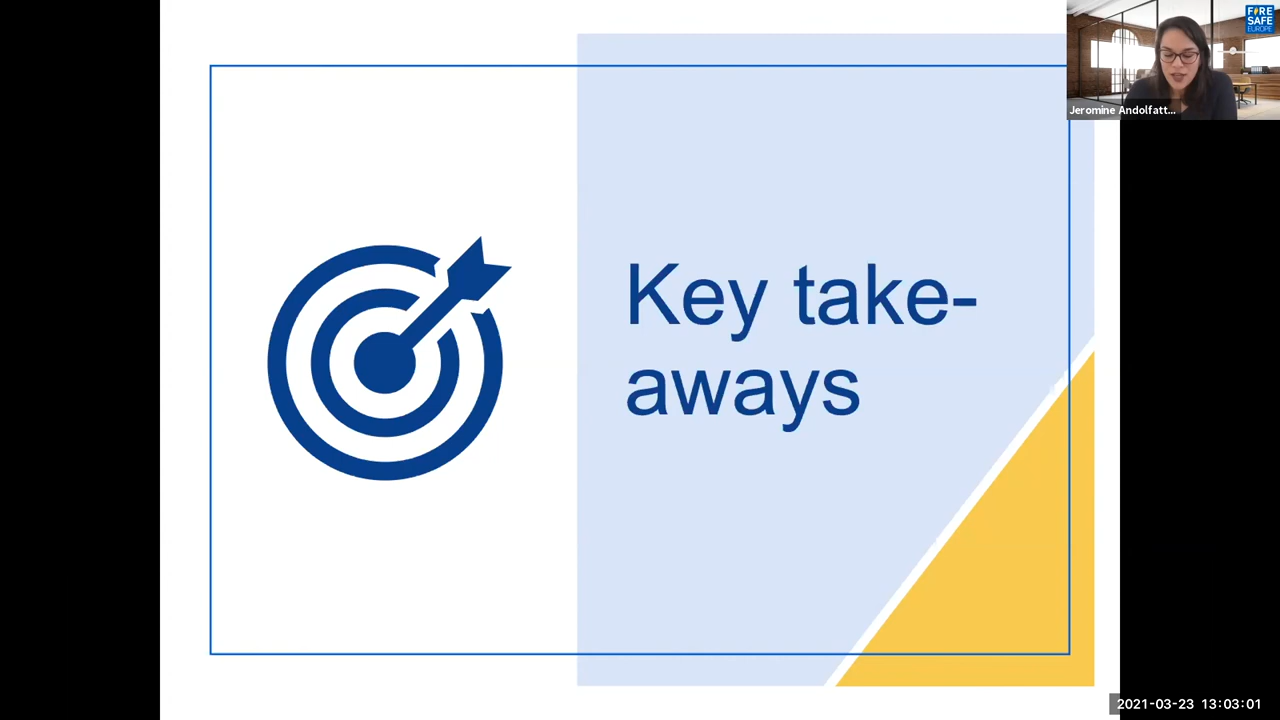 FIRE
SAFE
EUROPE
Jeromine Andolfatt...
Key take-
aways
2021-03-23 13:03:01